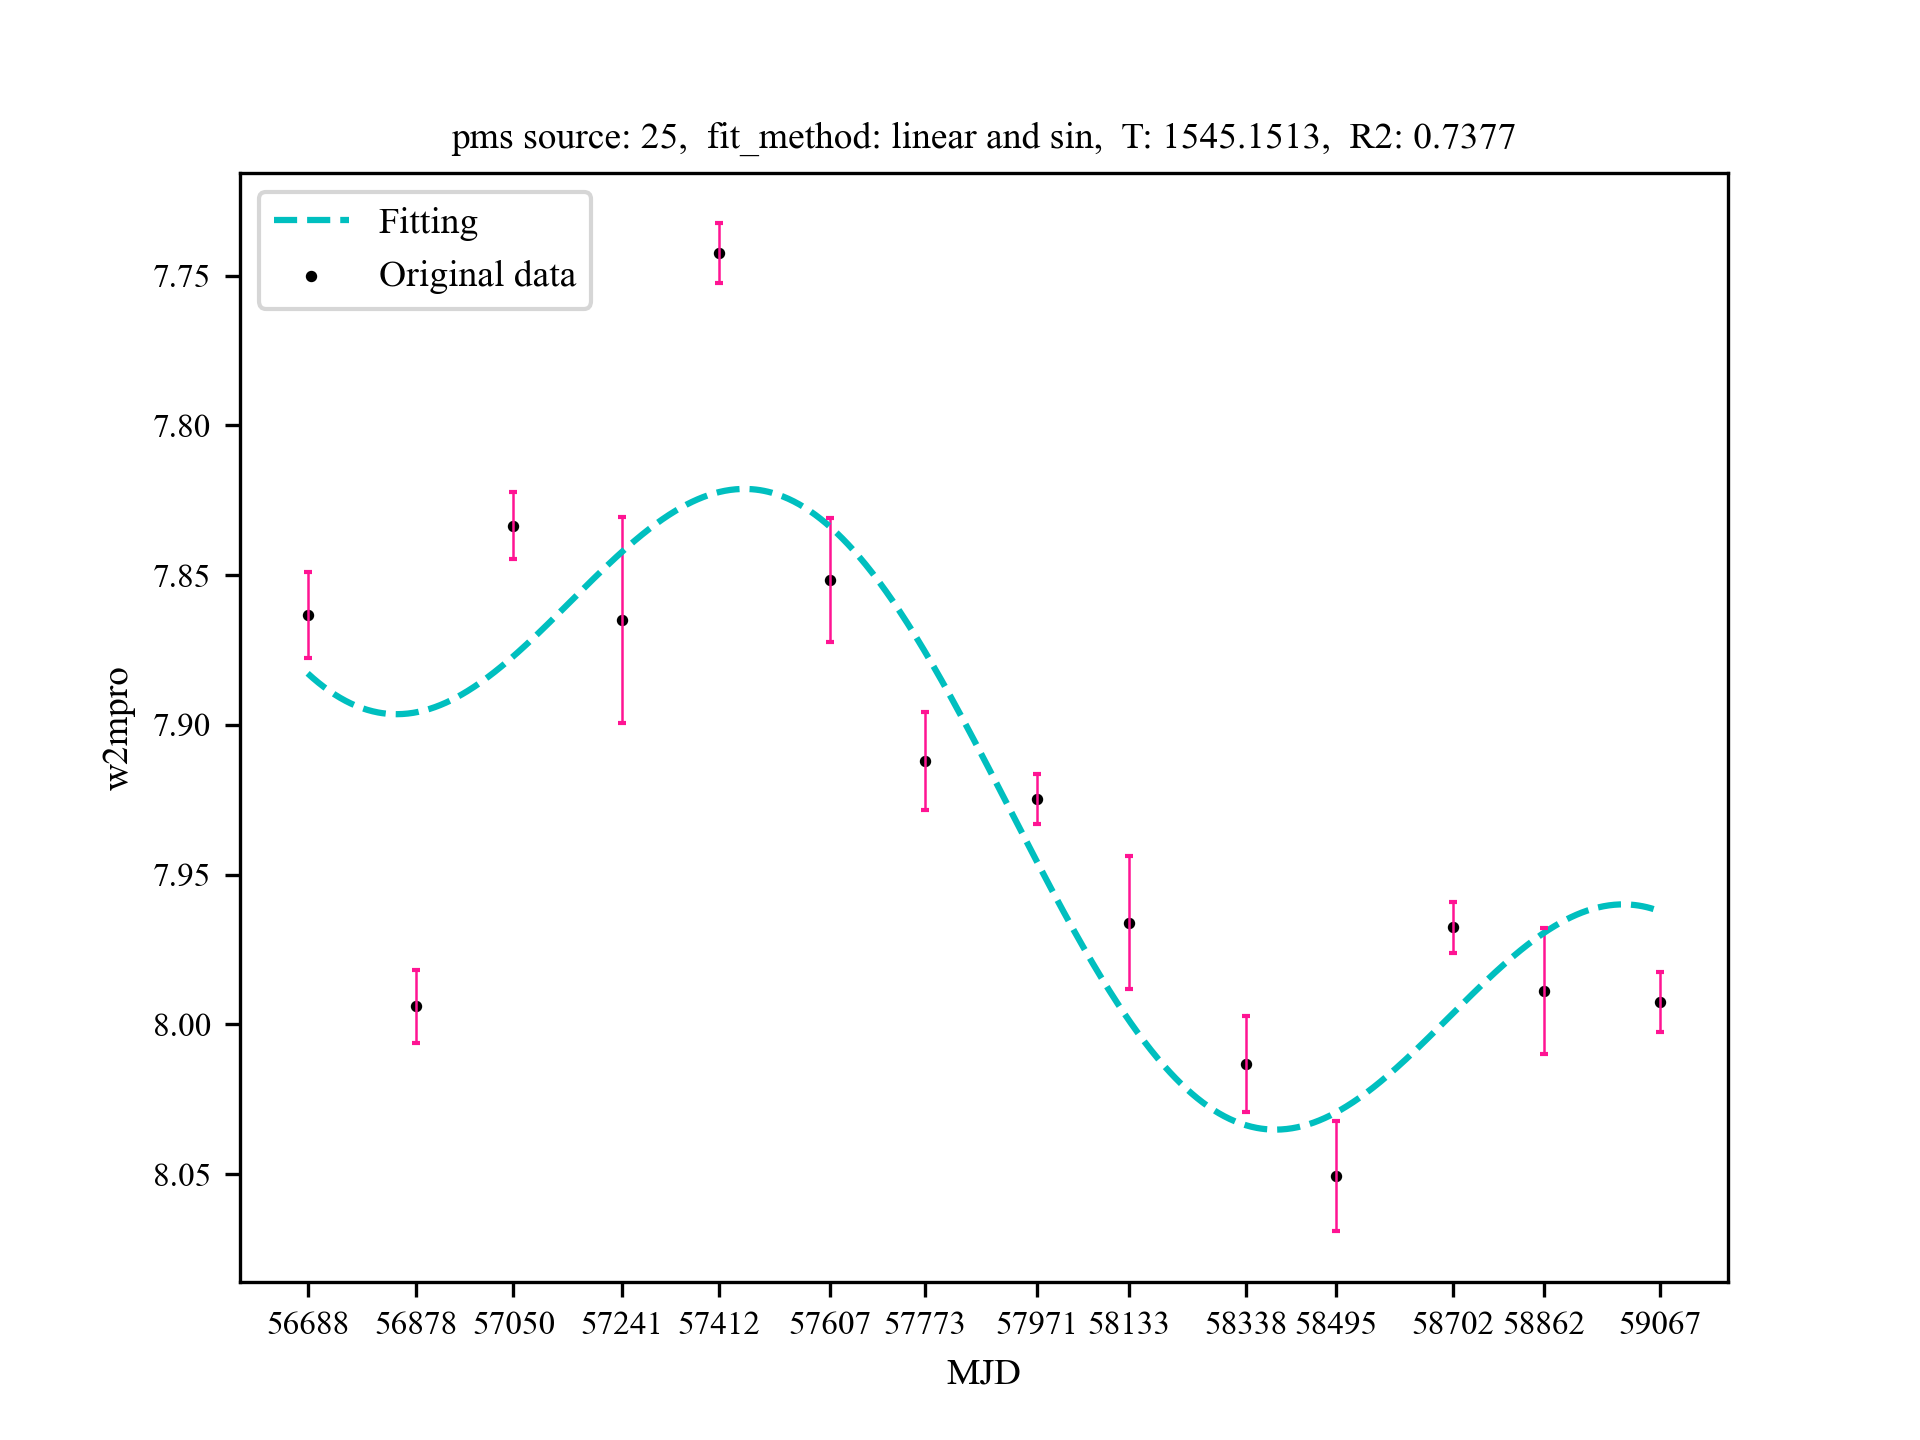 pms source: 25, fit_method: linear and sin, T: 1545.1513, R2: 0.7377
Fitting
Original data
7.75
7.80
7.85
7.90
7.95
8.00
8.05
w2mpro
56688 56878 57050 57241 57412 57607 57773 57971 58133 58338 58495 58702 58862 59067
MJD